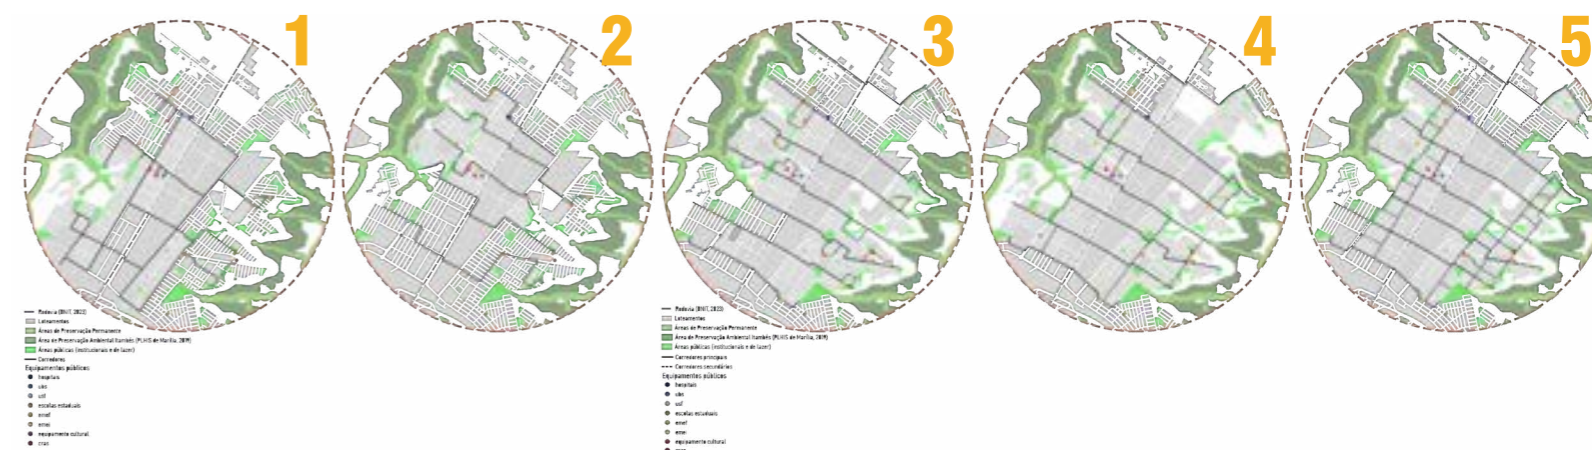 1
2
3
4
5
Rodovia (DNIT, 2023)
Loteamentos
Áreas de Preservação Permanente
Área de Preservação Ambiental Itambés (PLHIS de Marília, 2019)
Áreas públicas (institucionais e de lazer)
Corredores
Equipamentos públicos
hospitais
ubs
usf
escolas estaduais
emef
emei
equipamento cultural
cras
Rodovia (DNIT, 2023)
Loteamentos
Áreas de Preservação Permanente
Área de Preservação Ambiental Itambés (PLHIS de Marília, 2019)
Áreas públicas (institucionais e de lazer)
Corredores principais
Corredores secundários
Equipamentos públicos
hospitais
ubs
usf
escolas estaduais
emef
emei
equipamento cultural